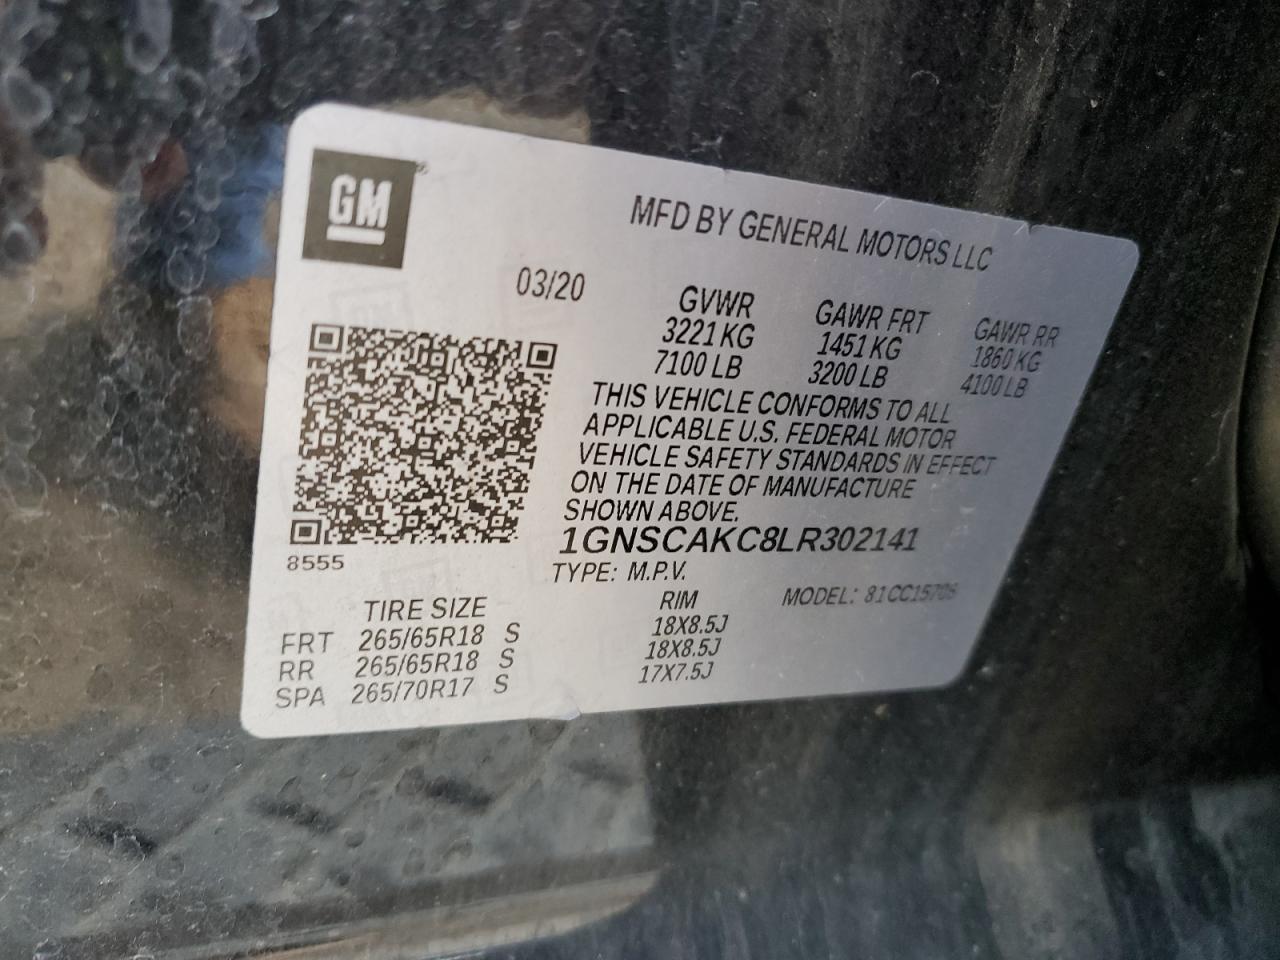 GM
MFD BY GENERAL MOTORS LLC
03/20
GVWR GAWR FRT GAWR RR
3221 KG 1451 KG 1860 KG
7100 LB 3200 LB 4100 LB
THIS VEHICLE CONFORMS TO ALL
APPLICABLE U.S. FEDERAL MOTOR
VEHICLE SAFETY STANDARDS IN EFFECT
ON THE DATE OF MANUFACTURE
SHOWN ABOVE.
1GNSCAKC8LR302141
8555
TYPE: M.P.V. MODEL:
TIRE SIZE RIM
FRT 265/65R18 S 18X8.5J
RR 265/65R18 S 18X8.5J
SPA 265/70R17 S 17X7.5J